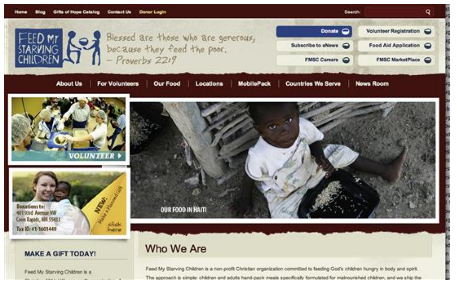 Home Blog Gifts of Hope Catalog Contact Us Donor Login Search:
FEED MY STARVING CHILDREN
Blessed are those who are generous,
because they feed the poor.
- Proverbs 22:9
Donate Volunteer Registration
Subscribe to eNews Food Aid Application
FMSC Careers FMSC MarketPlace
About Us For Volunteers Our Food Locations MobilePack Countries We Serve News Room
VOLUNTEER
Donations to:
401 93rd Avenue NW
Coon Rapids, MN 55433
Tax ID: 41-1601449
NEW:
click
here
OUR FOOD IN HAITI
MAKE A GIFT TODAY!
Feed My Starving Children is a
Who We Are
Feed My Starving Children is a non-profit Christian organization committed to feeding God's children hungry in body and spirit.
The approach is simple: children and adults hand-pack meals specifically formulated for malnourished children, and we ship the